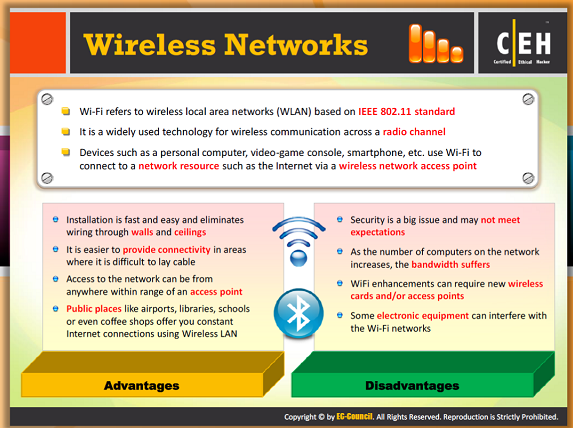 Wireless Networks
CEH
Certified Ethical Hacker
Wi-Fi refers to wireless local area networks (WLAN) based on IEEE 802.11 standard
It is a widely used technology for wireless communication across a radio channel
Devices such as a personal computer, video-game console, smartphone, etc. use Wi-Fi to
connect to a network resource such as the Internet via a wireless network access point
Installation is fast and easy and eliminates
wiring through walls and ceilings
It is easier to provide connectivity in areas
where it is difficult to lay cable
Access to the network can be from
anywhere within range of an access point
Public places like airports, libraries, schools
or even coffee shops offer you constant
Internet connections using Wireless LAN
Advantages
Security is a big issue and may not meet
expectations
As the number of computers on the network
increases, the bandwidth suffers
WiFi enhancements can require new wireless
cards and/or access points
Some electronic equipment can interfere with
the Wi-Fi networks
Disadvantages
Copyright © by EC-Council. All Rights Reserved. Reproduction is Strictly Prohibited.